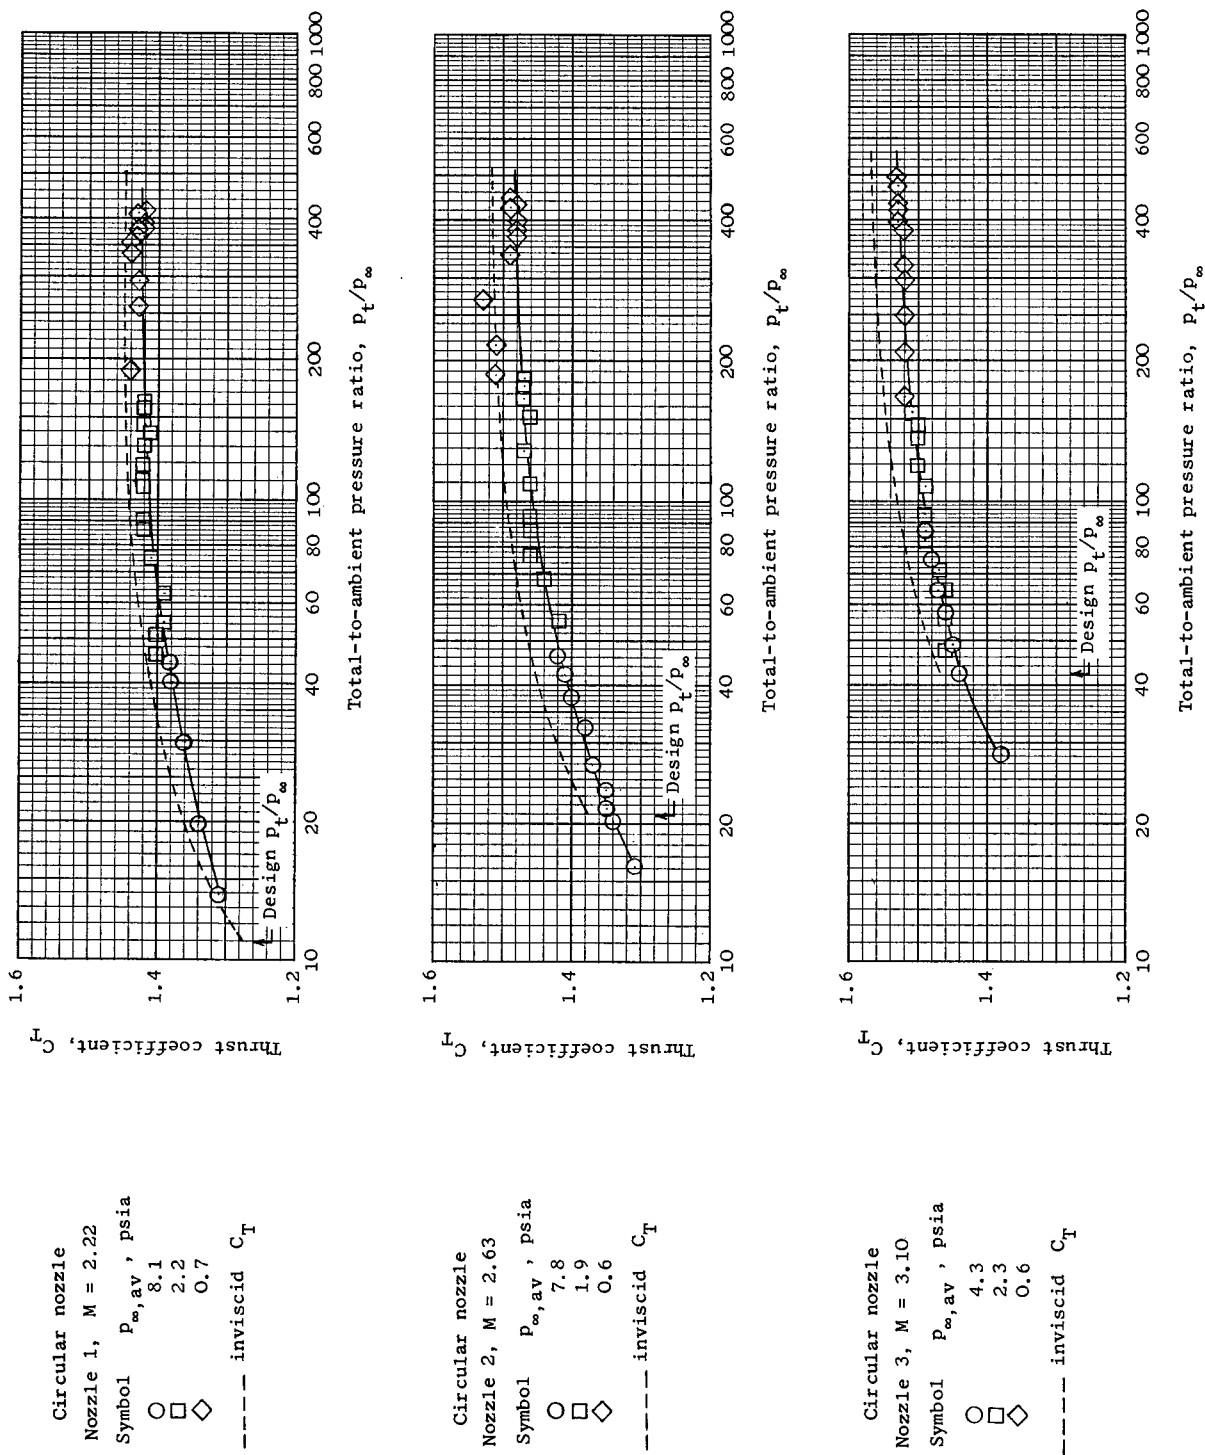 Circular nozzle
Nozzle 1, M = 2.22
Symbol p∞,av , psia
○ 8.1
□ 2.2
◇ 0.7
---- inviscid C_T
Thrust coefficient, C_T
1.6
1.4
1.2
Design p_t/p_∞
10 20 40 60 80 100 200 400 600 800 1000
Total-to-ambient pressure ratio, p_t/p_∞
Circular nozzle
Nozzle 2, M = 2.63
Symbol p∞,av , psia
○ 7.8
□ 1.9
◇ 0.6
---- inviscid C_T
Thrust coefficient, C_T
1.6
1.4
1.2
Design p_t/p_∞
10 20 40 60 80 100 200 400 600 800 1000
Total-to-ambient pressure ratio, p_t/p_∞
Circular nozzle
Nozzle 3, M = 3.10
Symbol p∞,av , psia
○ 4.3
□ 2.3
◇ 0.6
---- inviscid C_T
Thrust coefficient, C_T
1.6
1.4
1.2
Design p_t/p_∞
10 20 40 60 80 100 200 400 600 800 1000
Total-to-ambient pressure ratio, p_t/p_∞